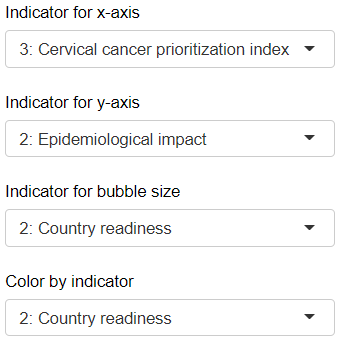 Indicator for x-axis
3: Cervical cancer prioritization index
Indicator for y-axis
2: Epidemiological impact
Indicator for bubble size
2: Country readiness
Color by indicator
2: Country readiness